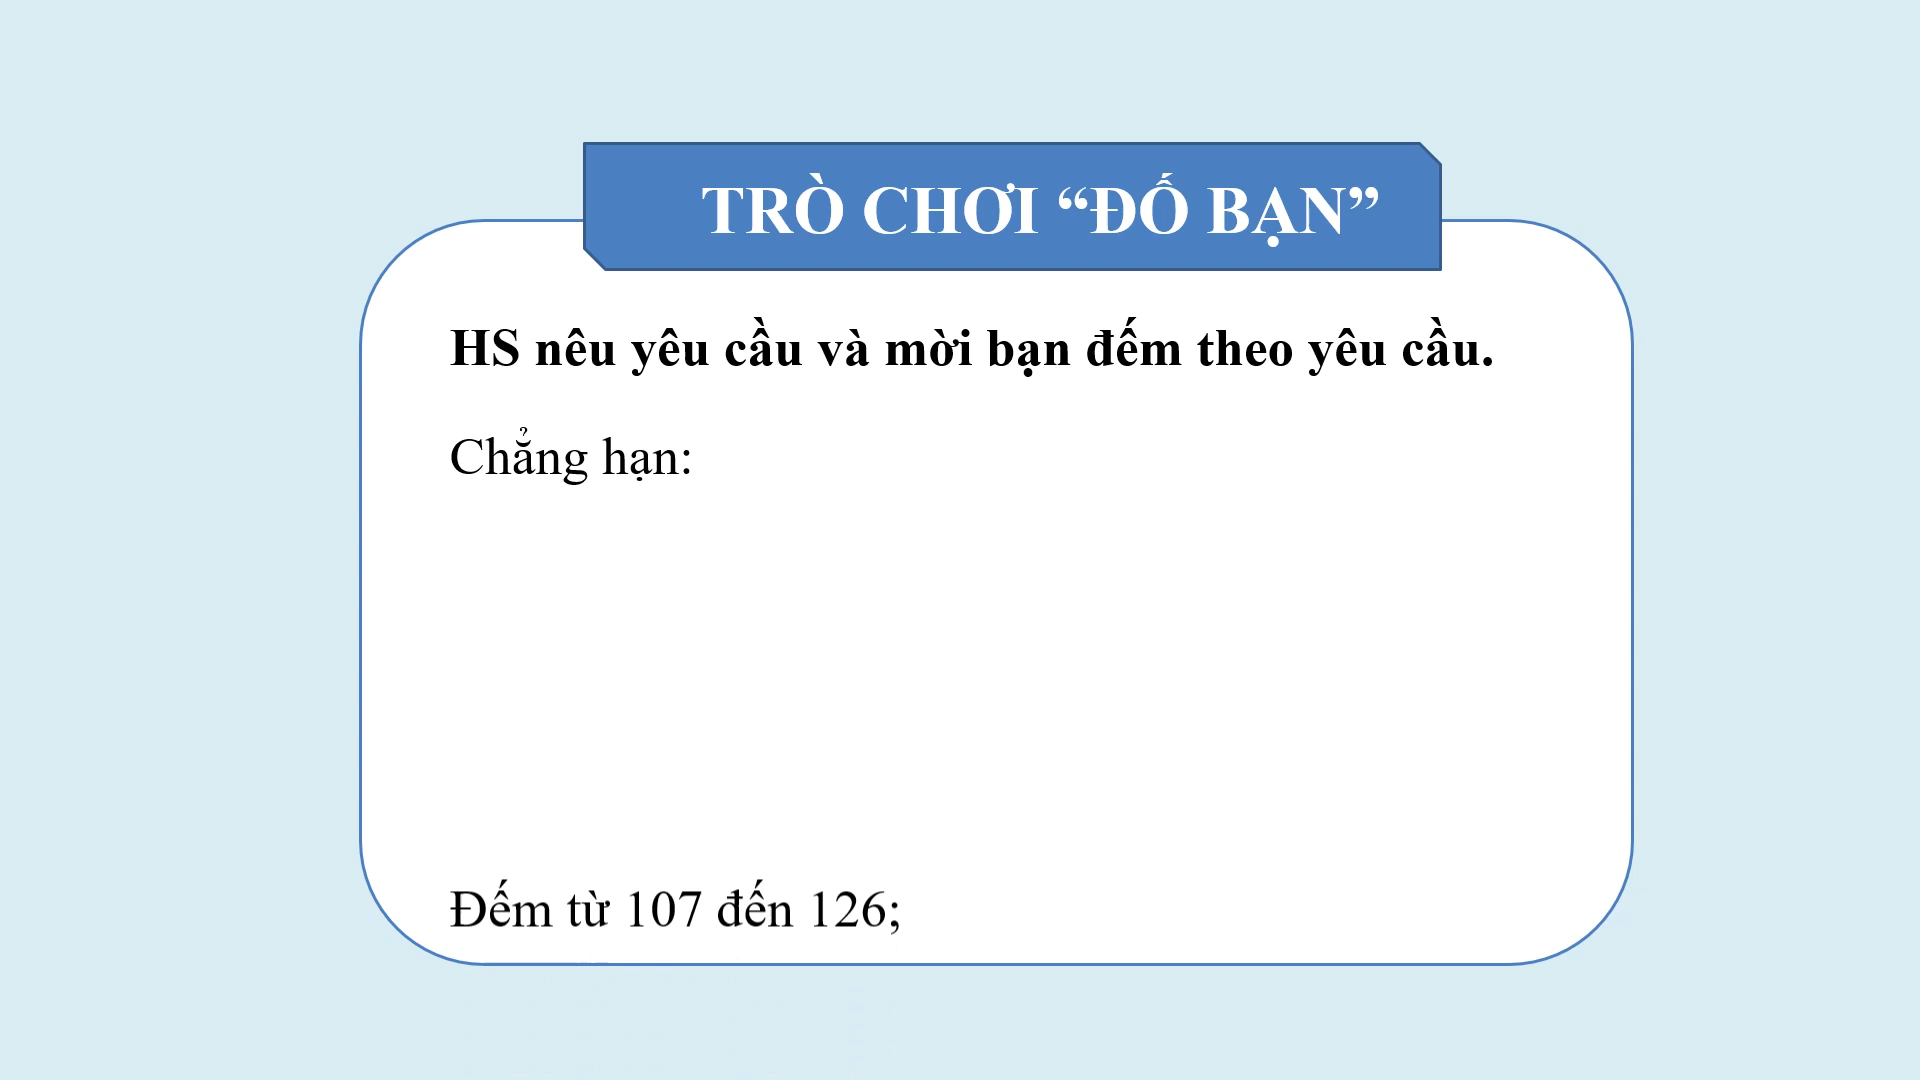 TRÒ CHƠI “ĐỐ BẠN”
HS nêu yêu cầu và mời bạn đếm theo yêu cầu.
Chẳng hạn:
Đếm từ 107 đến 126;